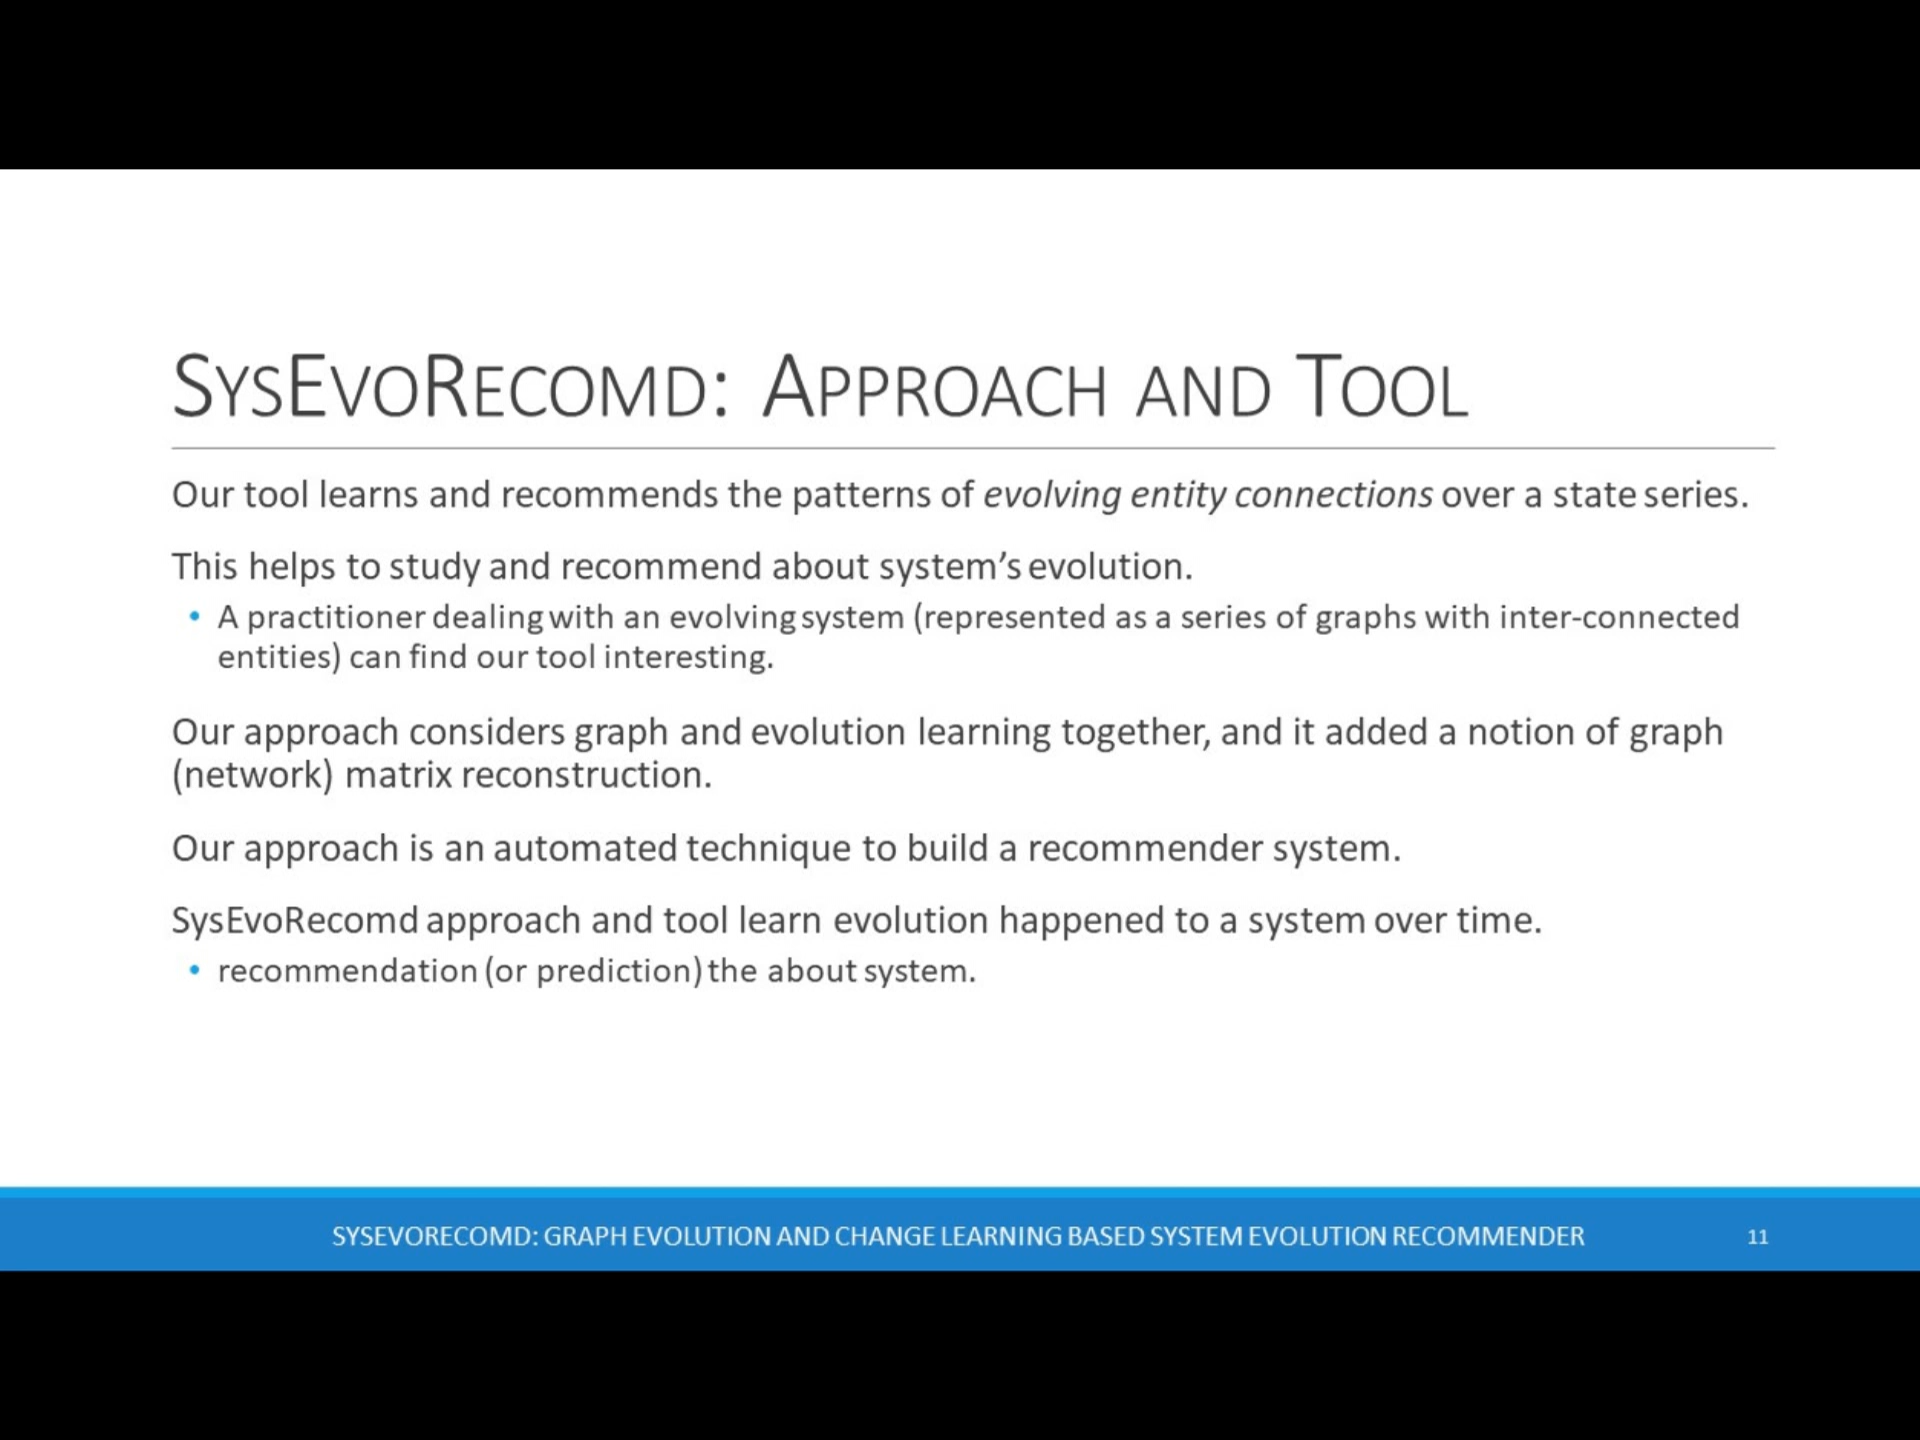 SYSEVORECOMD: APPROACH AND TOOL
Our tool learns and recommends the patterns of evolving entity connections over a state series.
This helps to study and recommend about system’s evolution.
• A practitioner dealing with an evolving system (represented as a series of graphs with inter-connected
entities) can find our tool interesting.
Our approach considers graph and evolution learning together, and it added a notion of graph
(network) matrix reconstruction.
Our approach is an automated technique to build a recommender system.
SysEvoRecomd approach and tool learn evolution happened to a system over time.
• recommendation (or prediction) the about system.
SYSEVORECOMD: GRAPH EVOLUTION AND CHANGE LEARNING BASED SYSTEM EVOLUTION RECOMMENDER
11